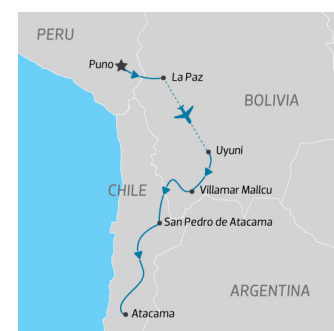 PERU
Puno
La Paz
BOLIVIA
Uyuni
CHILE
Villamar Mallcu
San Pedro de Atacama
ARGENTINA
Atacama